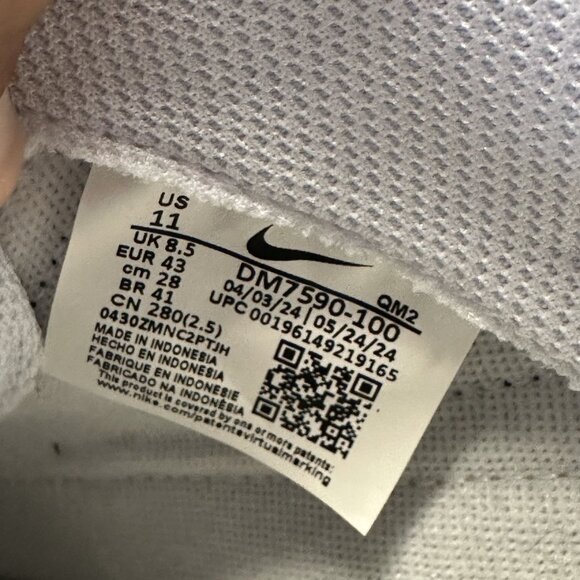 US
11
UK 8.5
EUR 43
cm 28
BR 41
CN 280(2.5)
DM7590-100 QM2
04/03/24 | 05/24/24
UPC 00196149219165
0430ZMNC2PTJH
MADE IN INDONESIA
HECHO EN INDONESIA
FABRIQUE EN INDONESIE
FABRICADO NA INDONÉSIA
This product is covered by one or more patents:
www.nike.com/patentsvirtualmarking